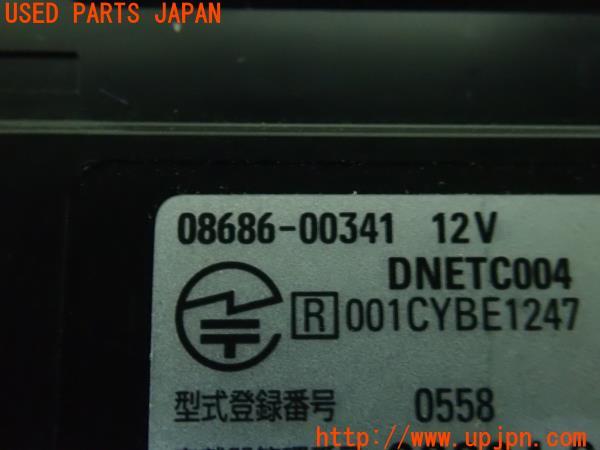 USED PARTS JAPAN
08686-00341 12V
DNETC004
R 001CYBE1247
型式登録番号 0558
http://www.upjpn.com